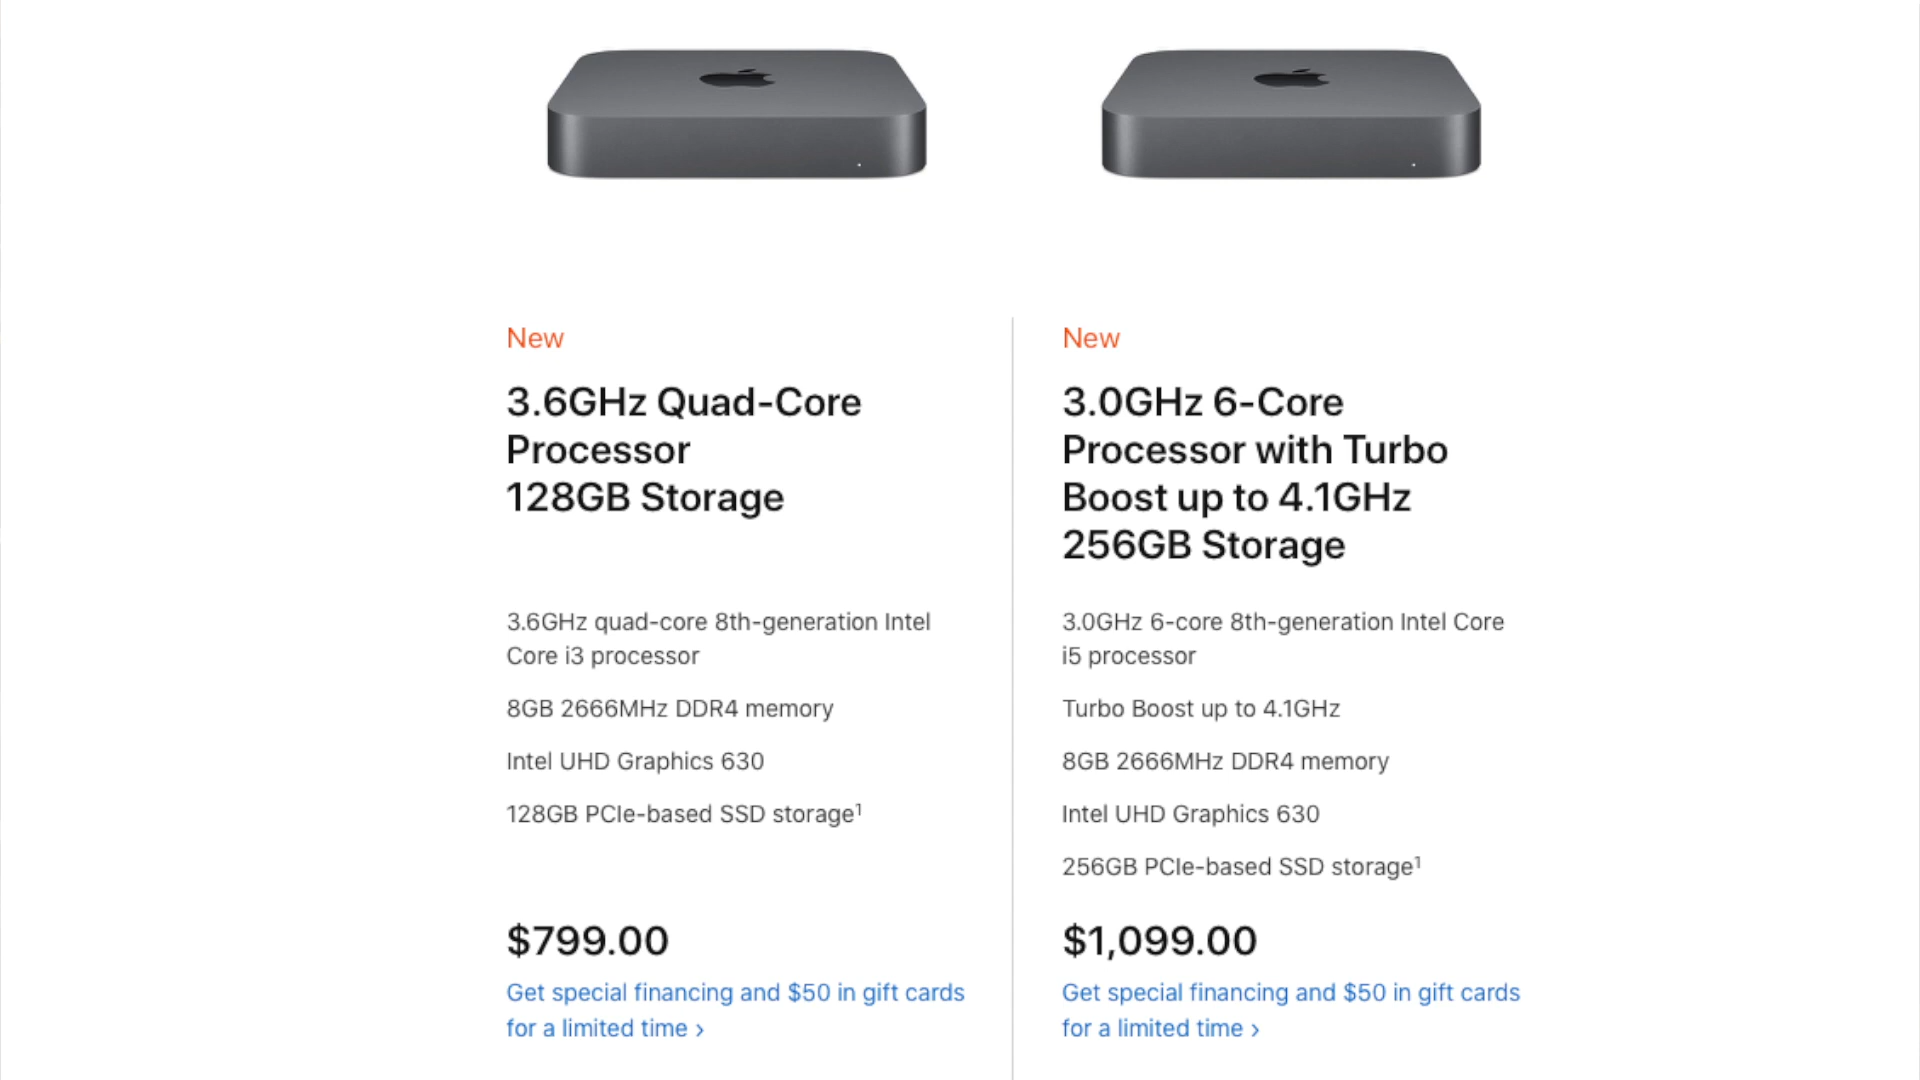 New
3.6GHz Quad-Core
Processor
128GB Storage
3.6GHz quad-core 8th-generation Intel
Core i3 processor
8GB 2666MHz DDR4 memory
Intel UHD Graphics 630
128GB PCIe-based SSD storage¹
$799.00
Get special financing and $50 in gift cards
for a limited time ›
New
3.0GHz 6-Core
Processor with Turbo
Boost up to 4.1GHz
256GB Storage
3.0GHz 6-core 8th-generation Intel Core
i5 processor
Turbo Boost up to 4.1GHz
8GB 2666MHz DDR4 memory
Intel UHD Graphics 630
256GB PCIe-based SSD storage¹
$1,099.00
Get special financing and $50 in gift cards
for a limited time ›